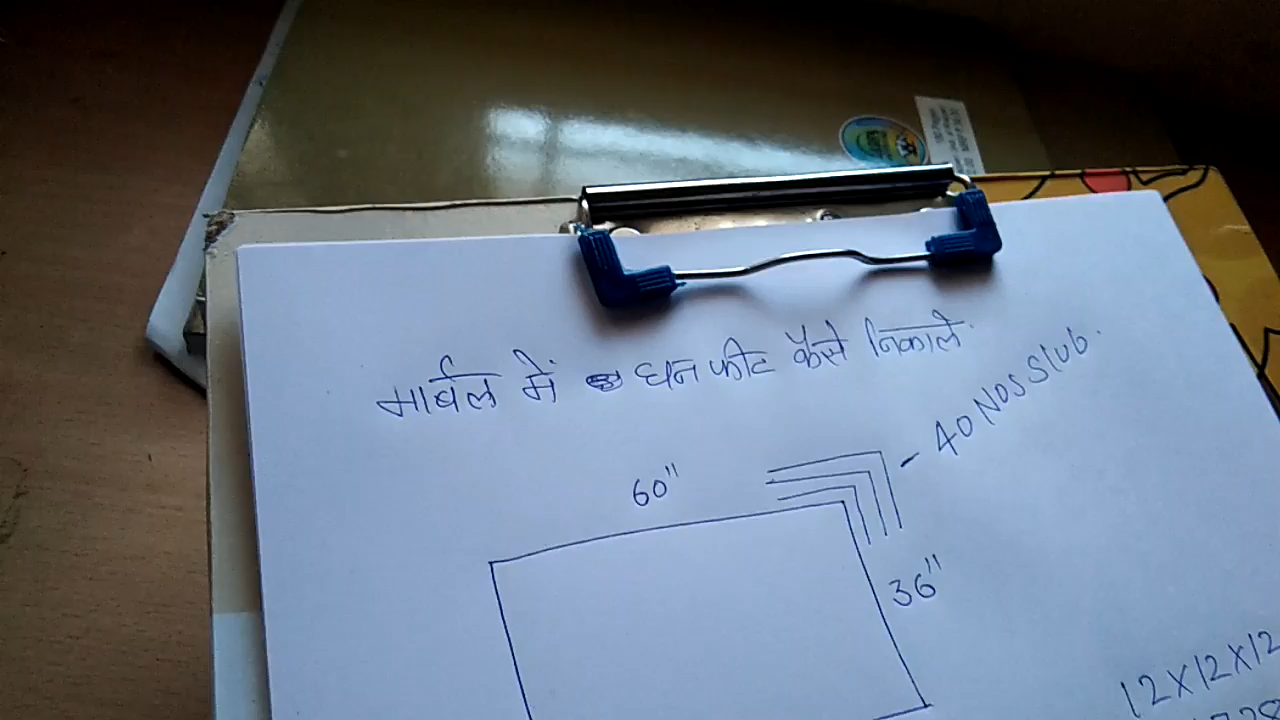 मार्बल में घन फीट कैसे निकाले.
40 NOS Slub.
60"
36"
12X12X12